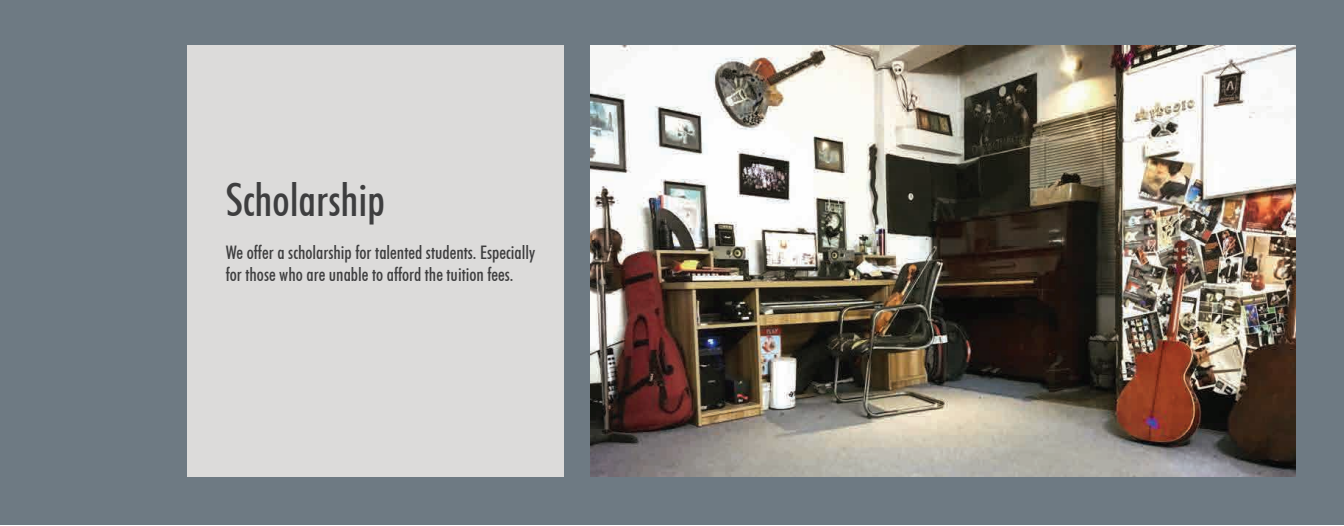 Scholarship
We offer a scholarship for talented students. Especially
for those who are unable to afford the tuition fees.